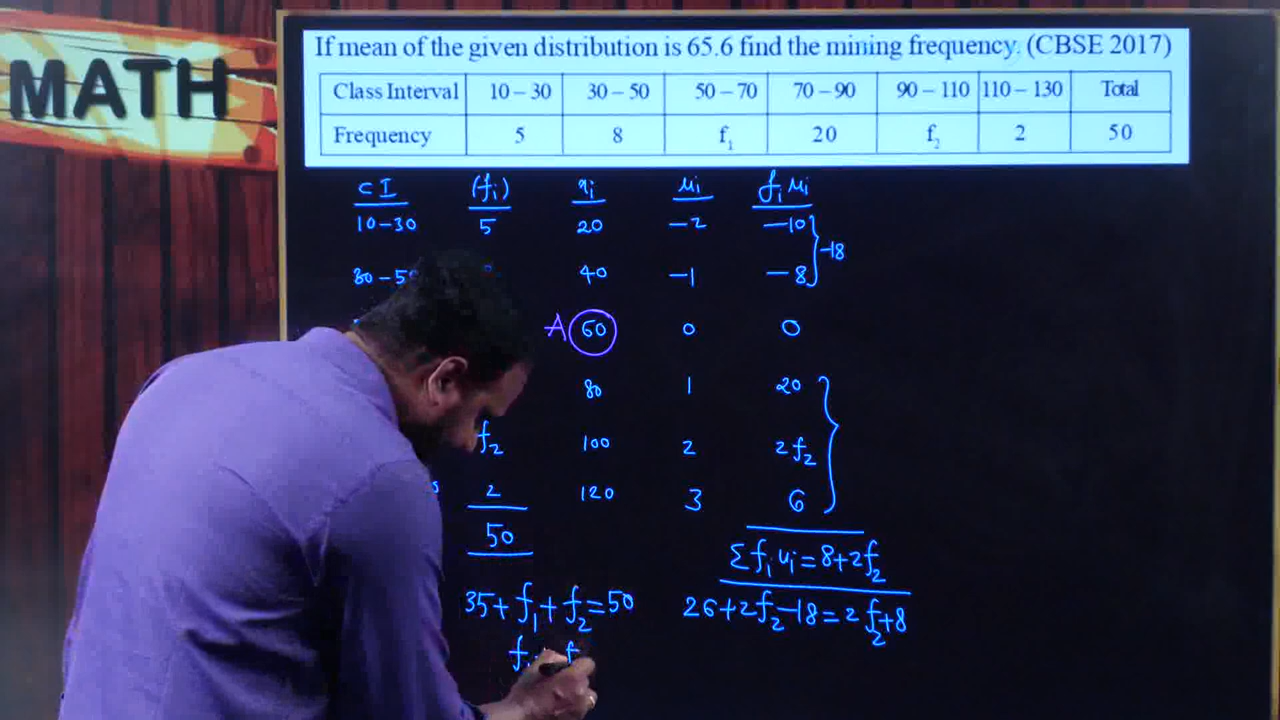 MATH
If mean of the given distribution is 65.6 find the mining frequency. (CBSE 2017)
Class Interval 10 – 30 30 – 50 50 – 70 70 – 90 90 – 110 110 – 130 Total
Frequency 5 8 f₁ 20 f₂ 2 50
CI (fᵢ) xᵢ uᵢ fᵢ uᵢ
10-30 5 20 -2 -10
-18
30-50 40 -1 -8
A 60 0 0
80 1 20
f₂ 100 2 2f₂
2 120 3 6
50
Σfᵢuᵢ=8+2f₂
35+f₁+f₂=50 26+2f₂-18=2f₂+8